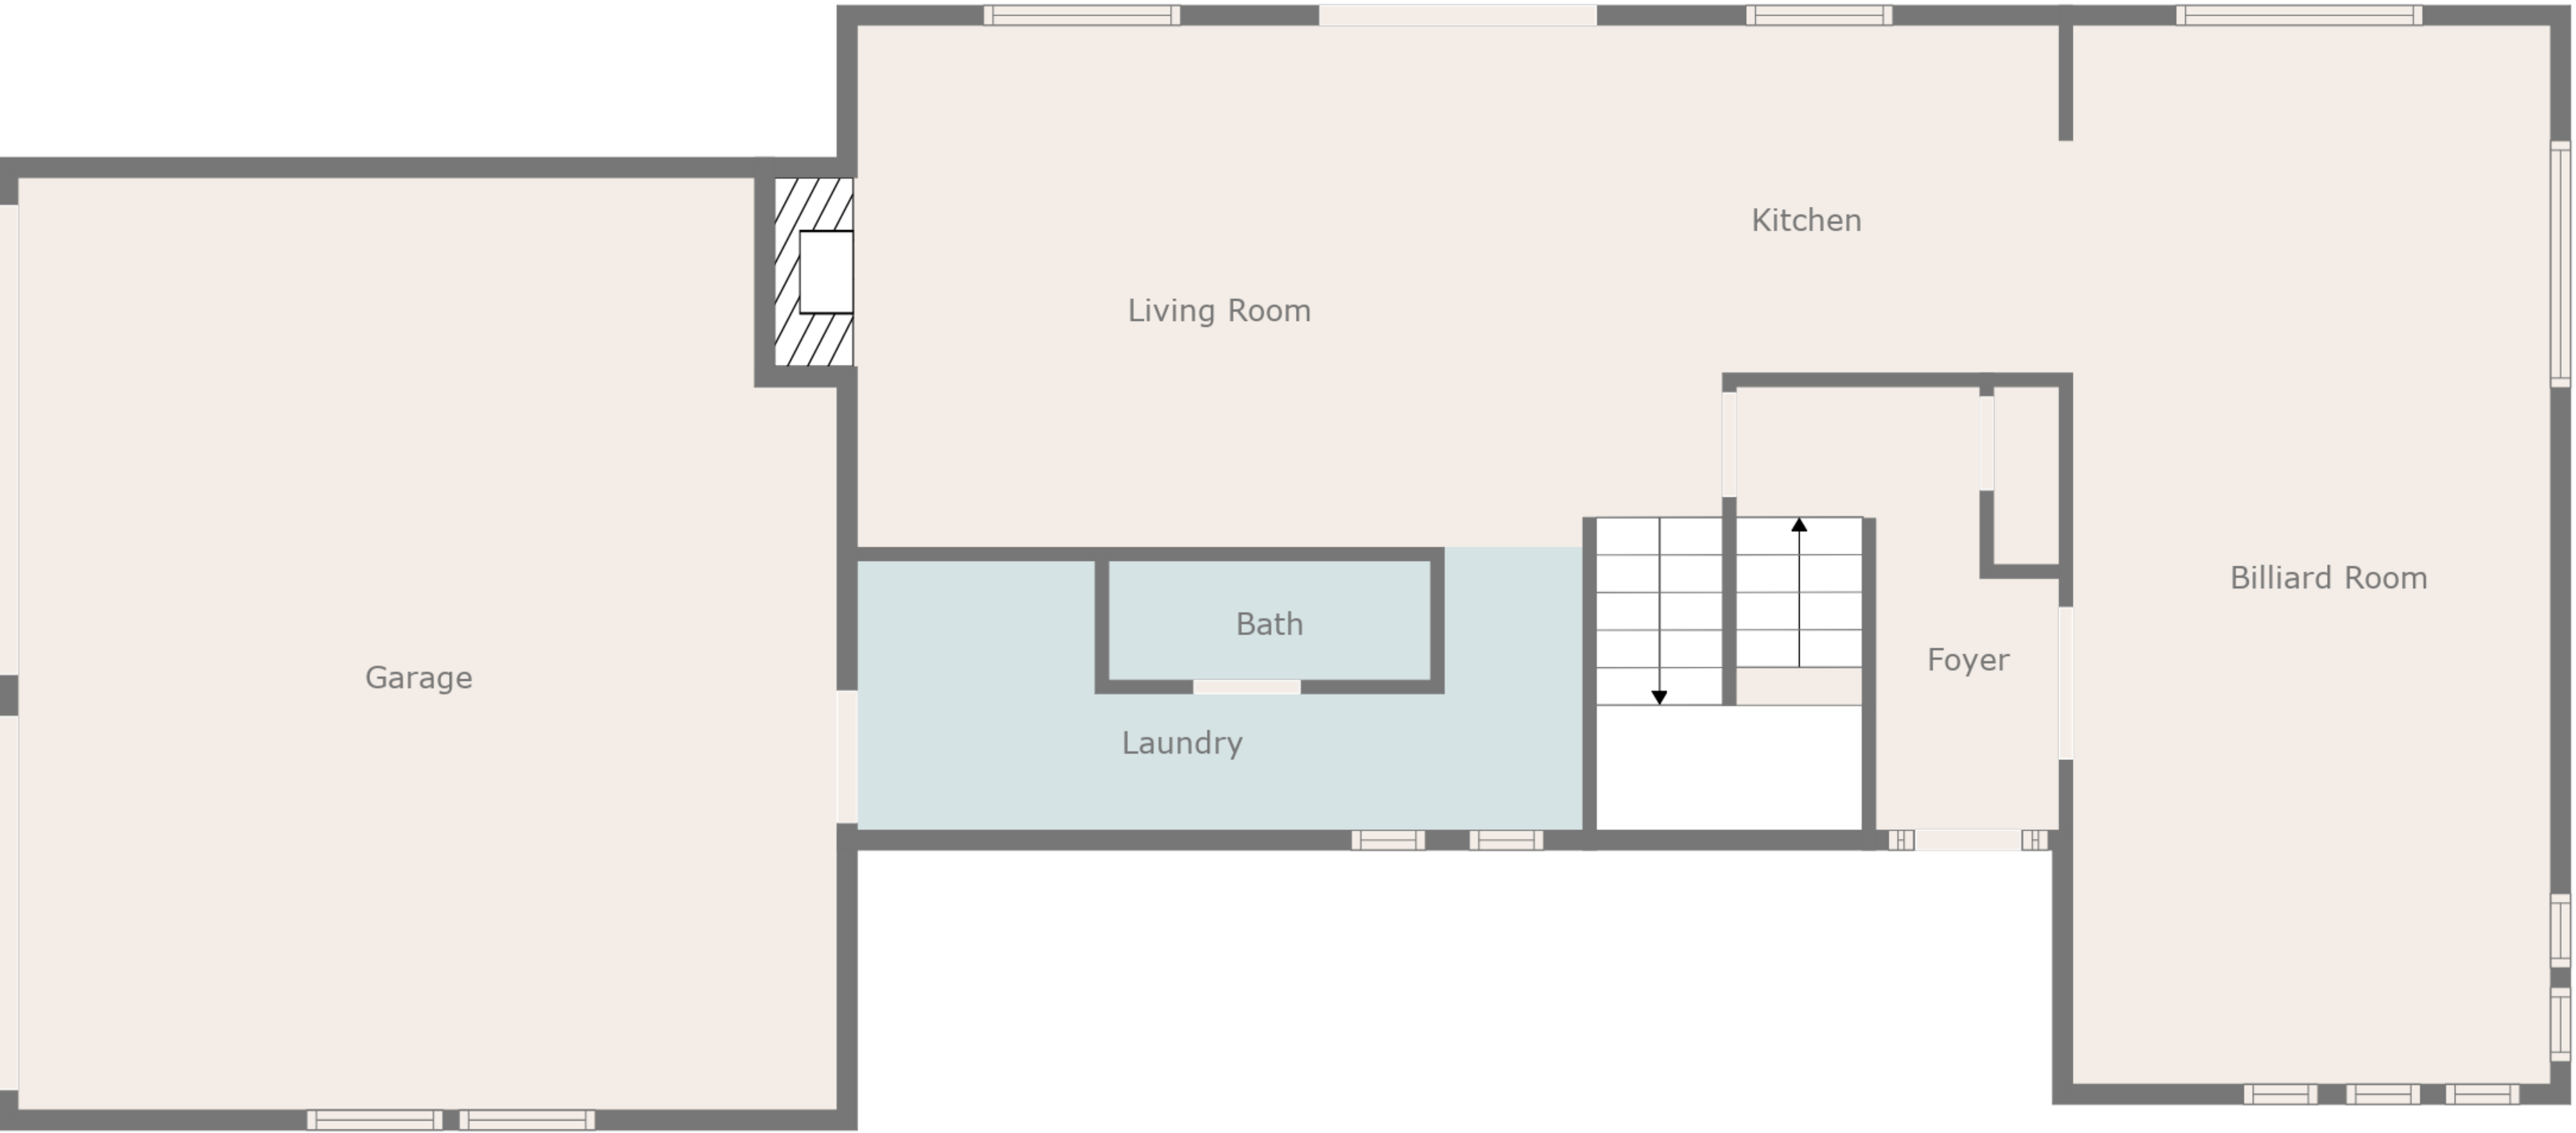 Kitchen
Living Room
Billiard Room
Bath
Foyer
Garage
Laundry